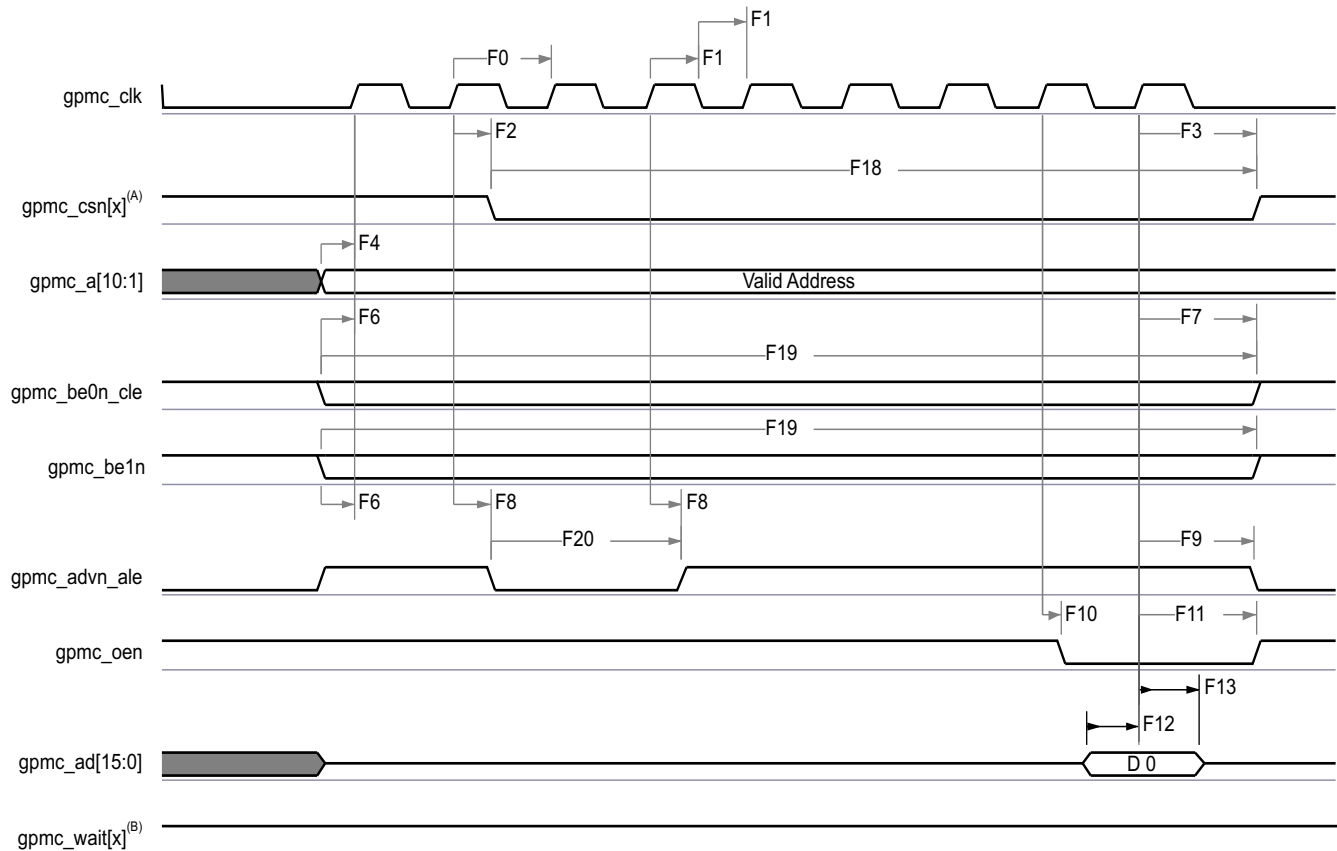 F1
F0
F1
gpmc_clk
F2
F3
F18
gpmc_csn[x](A)
F4
gpmc_a[10:1]
Valid Address
F6
F7
F19
gpmc_be0n_cle
F19
gpmc_be1n
F6
F8
F8
F20
F9
gpmc_advn_ale
F10
F11
gpmc_oen
F13
F12
gpmc_ad[15:0]
D 0
gpmc_wait[x](B)